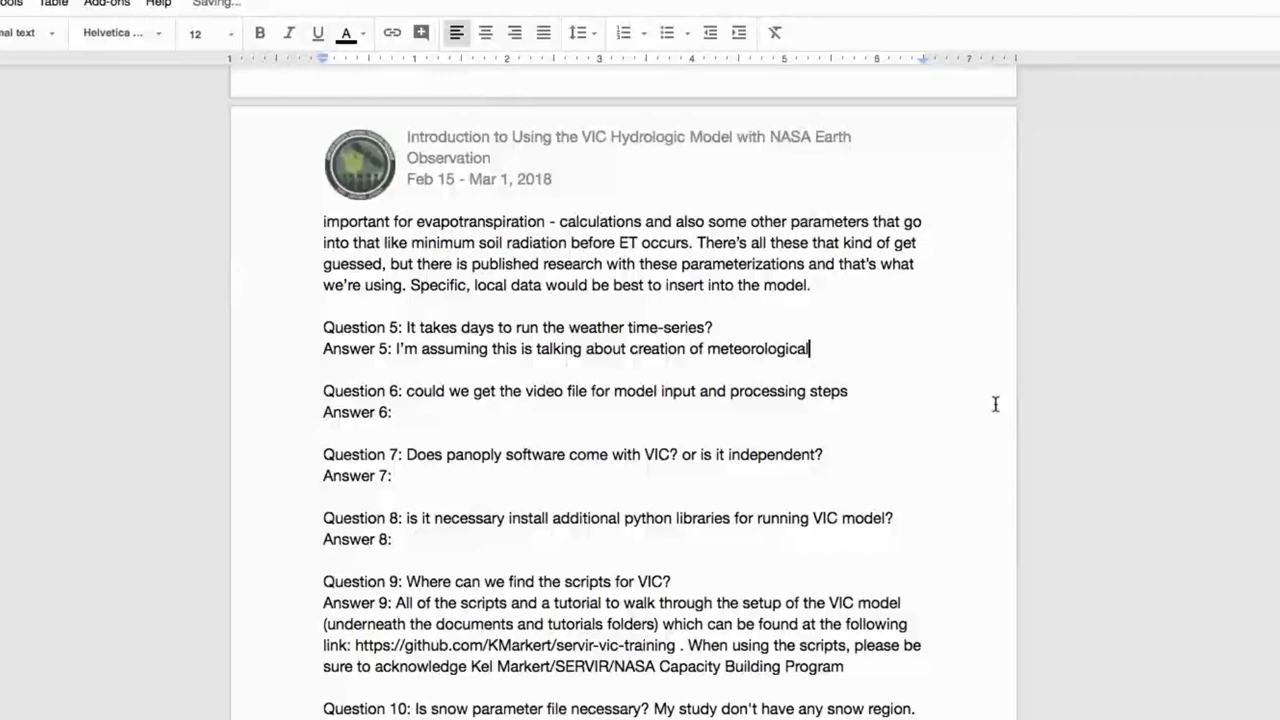 Table Add-ons Help Saving...
Helvetica ... 12 B I U A
1 1 2 3 4 5 6 7
Introduction to Using the VIC Hydrologic Model with NASA Earth
Observation
Feb 15 - Mar 1, 2018
important for evapotranspiration - calculations and also some other parameters that go
into that like minimum soil radiation before ET occurs. There's all these that kind of get
guessed, but there is published research with these parameterizations and that's what
we're using. Specific, local data would be best to insert into the model.
Question 5: It takes days to run the weather time-series?
Answer 5: I'm assuming this is talking about creation of meteorological
Question 6: could we get the video file for model input and processing steps
Answer 6:
Question 7: Does panoply software come with VIC? or is it independent?
Answer 7:
Question 8: is it necessary install additional python libraries for running VIC model?
Answer 8:
Question 9: Where can we find the scripts for VIC?
Answer 9: All of the scripts and a tutorial to walk through the setup of the VIC model
(underneath the documents and tutorials folders) which can be found at the following
link: https://github.com/KMarkert/servir-vic-training . When using the scripts, please be
sure to acknowledge Kel Markert/SERVIR/NASA Capacity Building Program
Question 10: Is snow parameter file necessary? My study don't have any snow region.